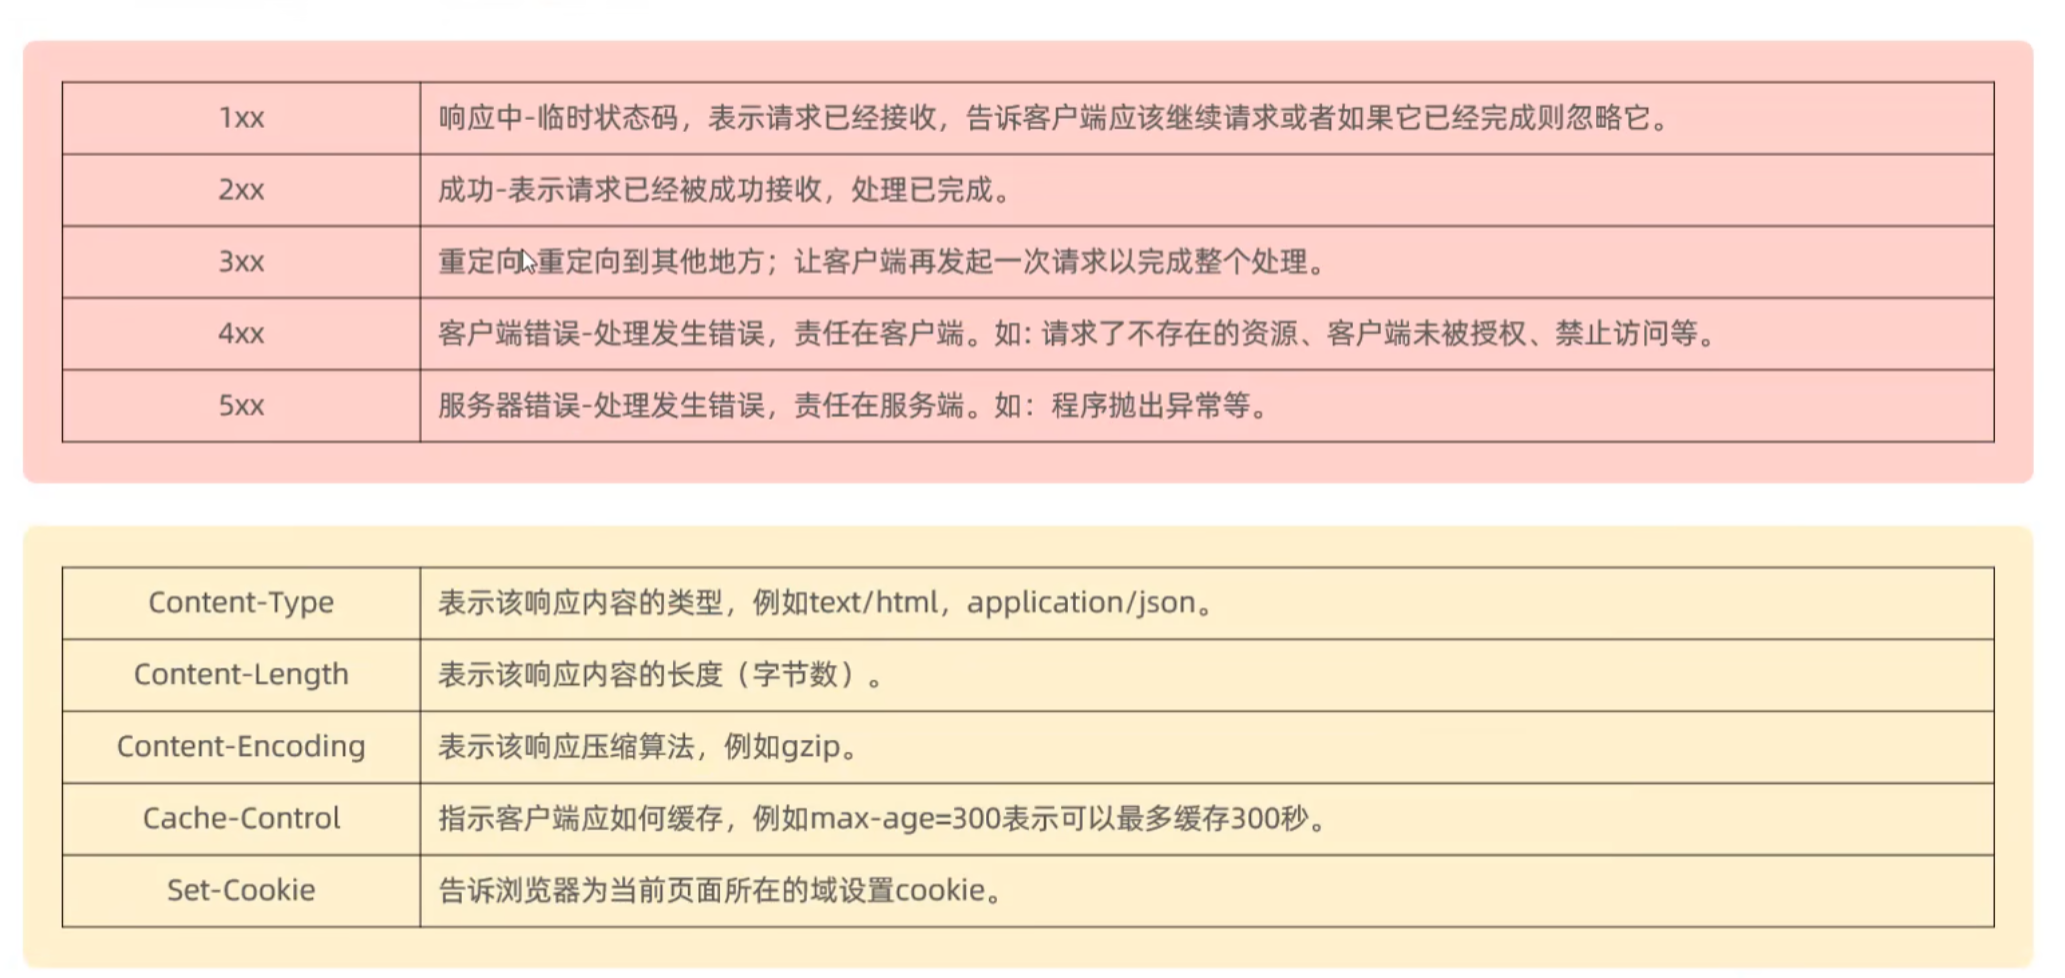 1xx 响应中-临时状态码，表示请求已经接收，告诉客户端应该继续请求或者如果它已经完成则忽略它。
2xx 成功-表示请求已经被成功接收，处理已完成。
3xx 重定向-重定向到其他地方；让客户端再发起一次请求以完成整个处理。
4xx 客户端错误-处理发生错误，责任在客户端。如: 请求了不存在的资源、客户端未被授权、禁止访问等。
5xx 服务器错误-处理发生错误，责任在服务端。如：程序抛出异常等。
Content-Type 表示该响应内容的类型，例如text/html，application/json。
Content-Length 表示该响应内容的长度（字节数）。
Content-Encoding 表示该响应压缩算法，例如gzip。
Cache-Control 指示客户端应如何缓存，例如max-age=300表示可以最多缓存300秒。
Set-Cookie 告诉浏览器为当前页面所在的域设置cookie。